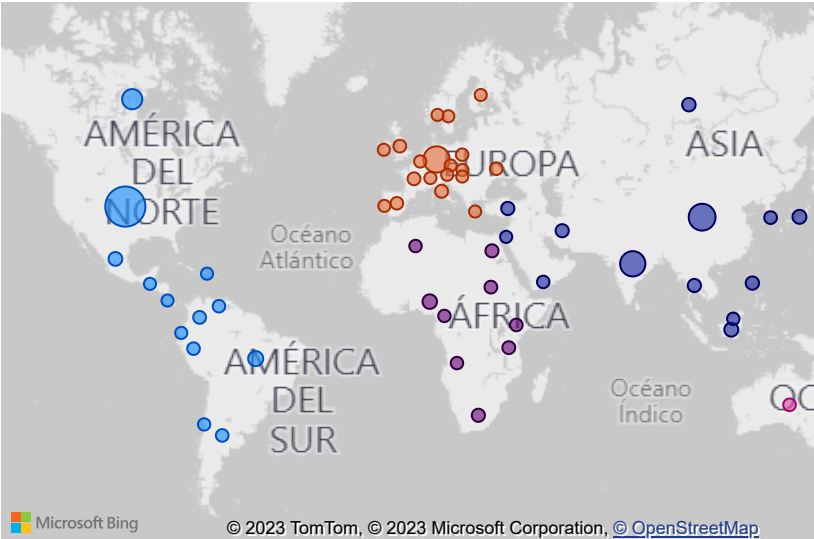 AMÉRICA
DEL
NORTE
EUROPA
ASIA
Océano
Atlántico
ÁFRICA
AMÉRICA
DEL
SUR
Océano
Índico
OC
Microsoft Bing
© 2023 TomTom, © 2023 Microsoft Corporation, © OpenStreetMap